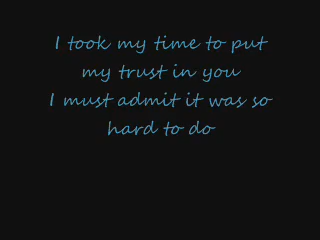 I took my time to put
my trust in you
I must admit it was so
hard to do